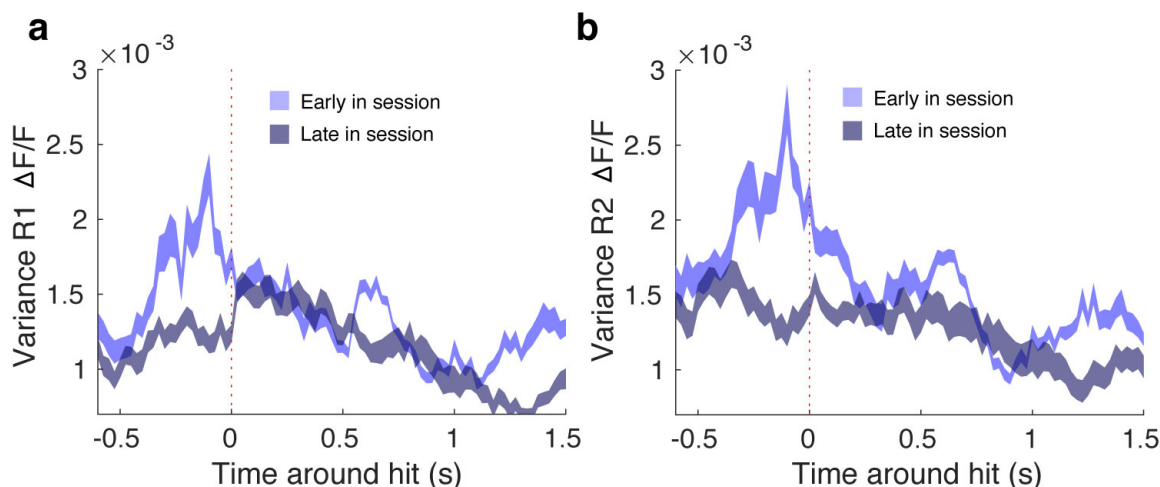 a
×10⁻³
3
2.5
2
1.5
1
Variance R1 ΔF/F
Early in session
Late in session
-0.5 0 0.5 1 1.5
Time around hit (s)
b
×10⁻³
3
2.5
2
1.5
1
Variance R2 ΔF/F
Early in session
Late in session
-0.5 0 0.5 1 1.5
Time around hit (s)